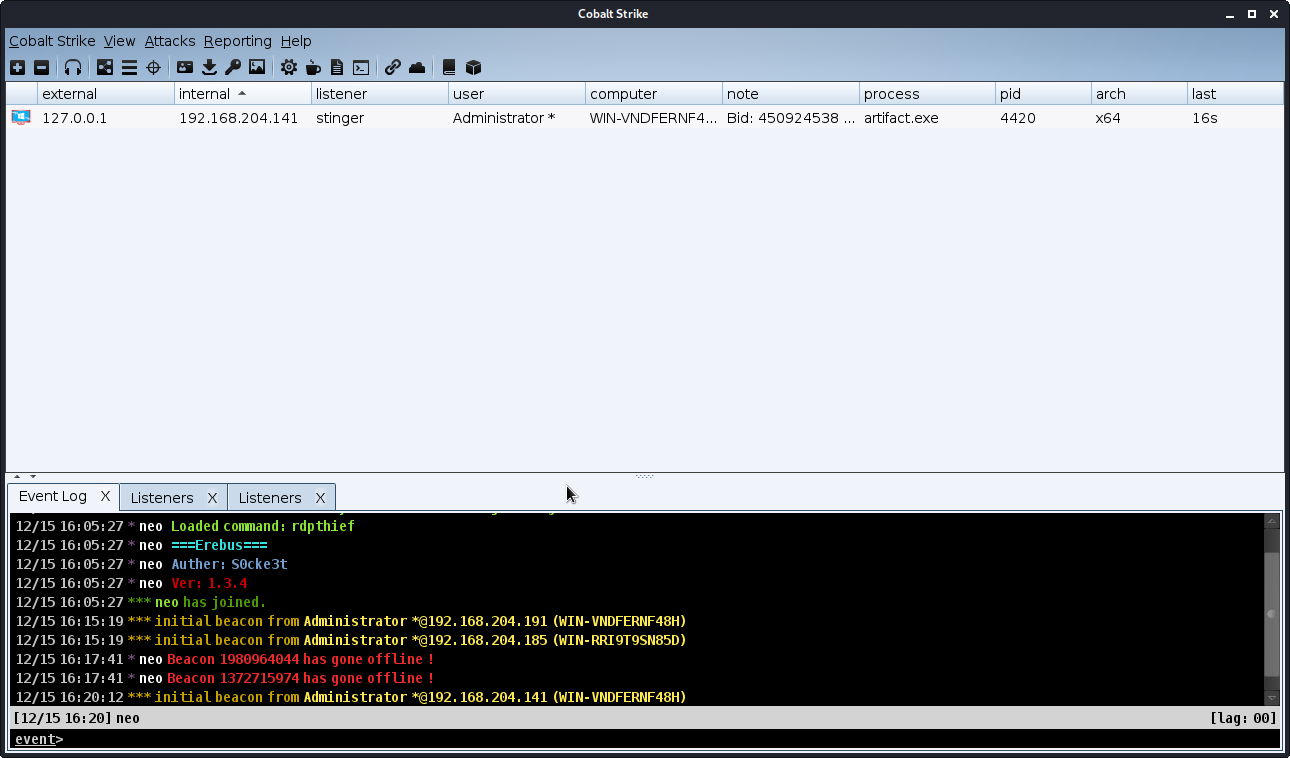 Cobalt Strike
Cobalt Strike View Attacks Reporting Help
external internal listener user computer note process pid arch last
127.0.0.1 192.168.204.141 stinger Administrator * WIN-VNDFERNF4... Bid: 450924538 ... artifact.exe 4420 x64 16s
Event Log X Listeners X Listeners X
12/15 16:05:27 * neo Loaded command: rdpthief
12/15 16:05:27 * neo ===Erebus===
12/15 16:05:27 * neo Auther: S0cke3t
12/15 16:05:27 * neo Ver: 1.3.4
12/15 16:05:27 *** neo has joined.
12/15 16:15:19 *** initial beacon from Administrator *@192.168.204.191 (WIN-VNDFERNF48H)
12/15 16:15:19 *** initial beacon from Administrator *@192.168.204.185 (WIN-RRI9T9SN85D)
12/15 16:17:41 * neo Beacon 1980964044 has gone offline !
12/15 16:17:41 * neo Beacon 1372715974 has gone offline !
12/15 16:20:12 *** initial beacon from Administrator *@192.168.204.141 (WIN-VNDFERNF48H)
[12/15 16:20] neo [lag: 00]
event>